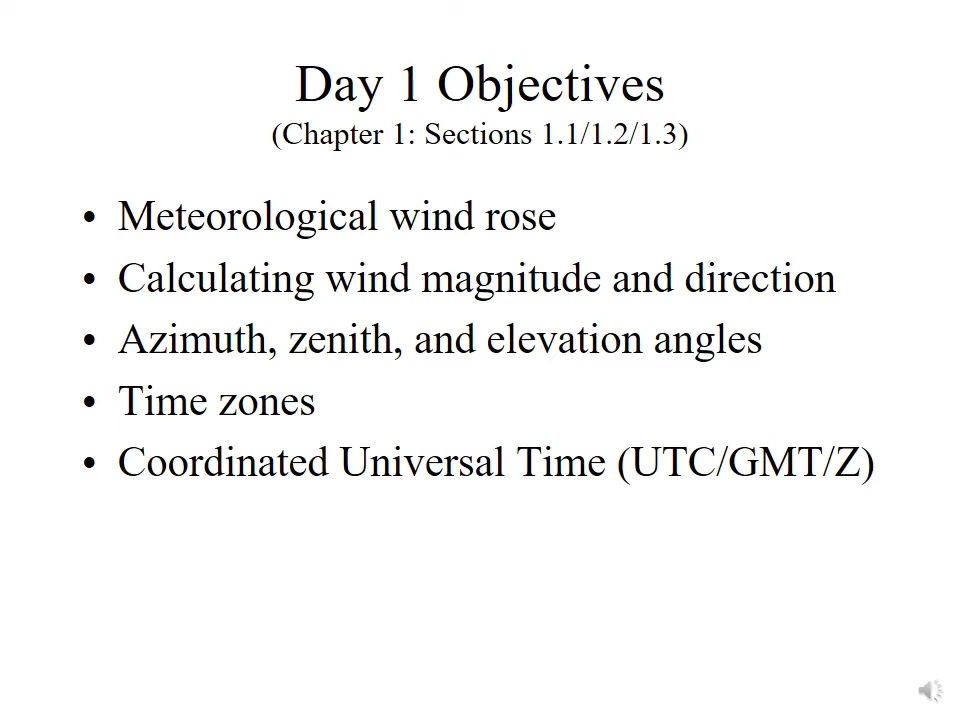 Day 1 Objectives
(Chapter 1: Sections 1.1/1.2/1.3)
• Meteorological wind rose
• Calculating wind magnitude and direction
• Azimuth, zenith, and elevation angles
• Time zones
• Coordinated Universal Time (UTC/GMT/Z)